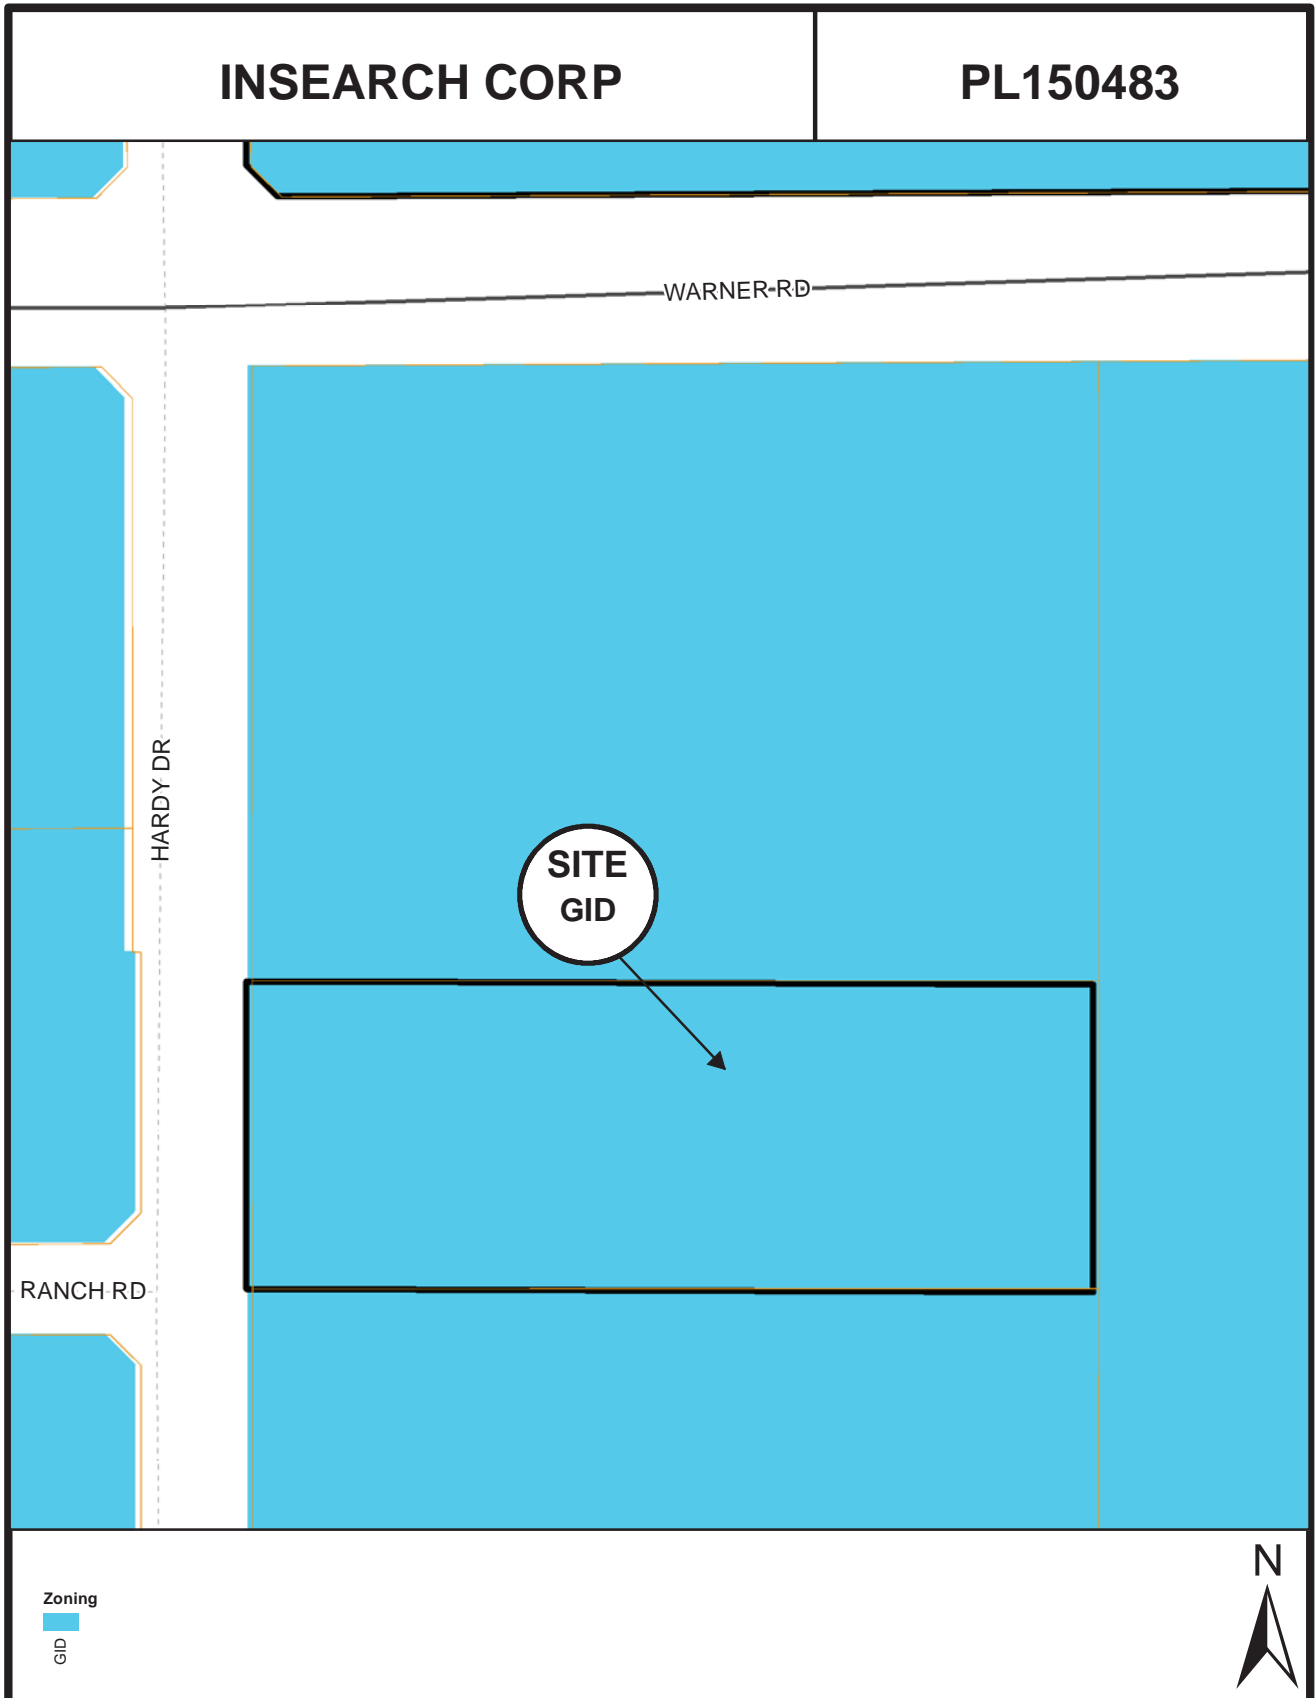 INSEARCH CORP
PL150483
WARNER RD
HARDY DR
SITE
GID
RANCH RD
N
Zoning
GID